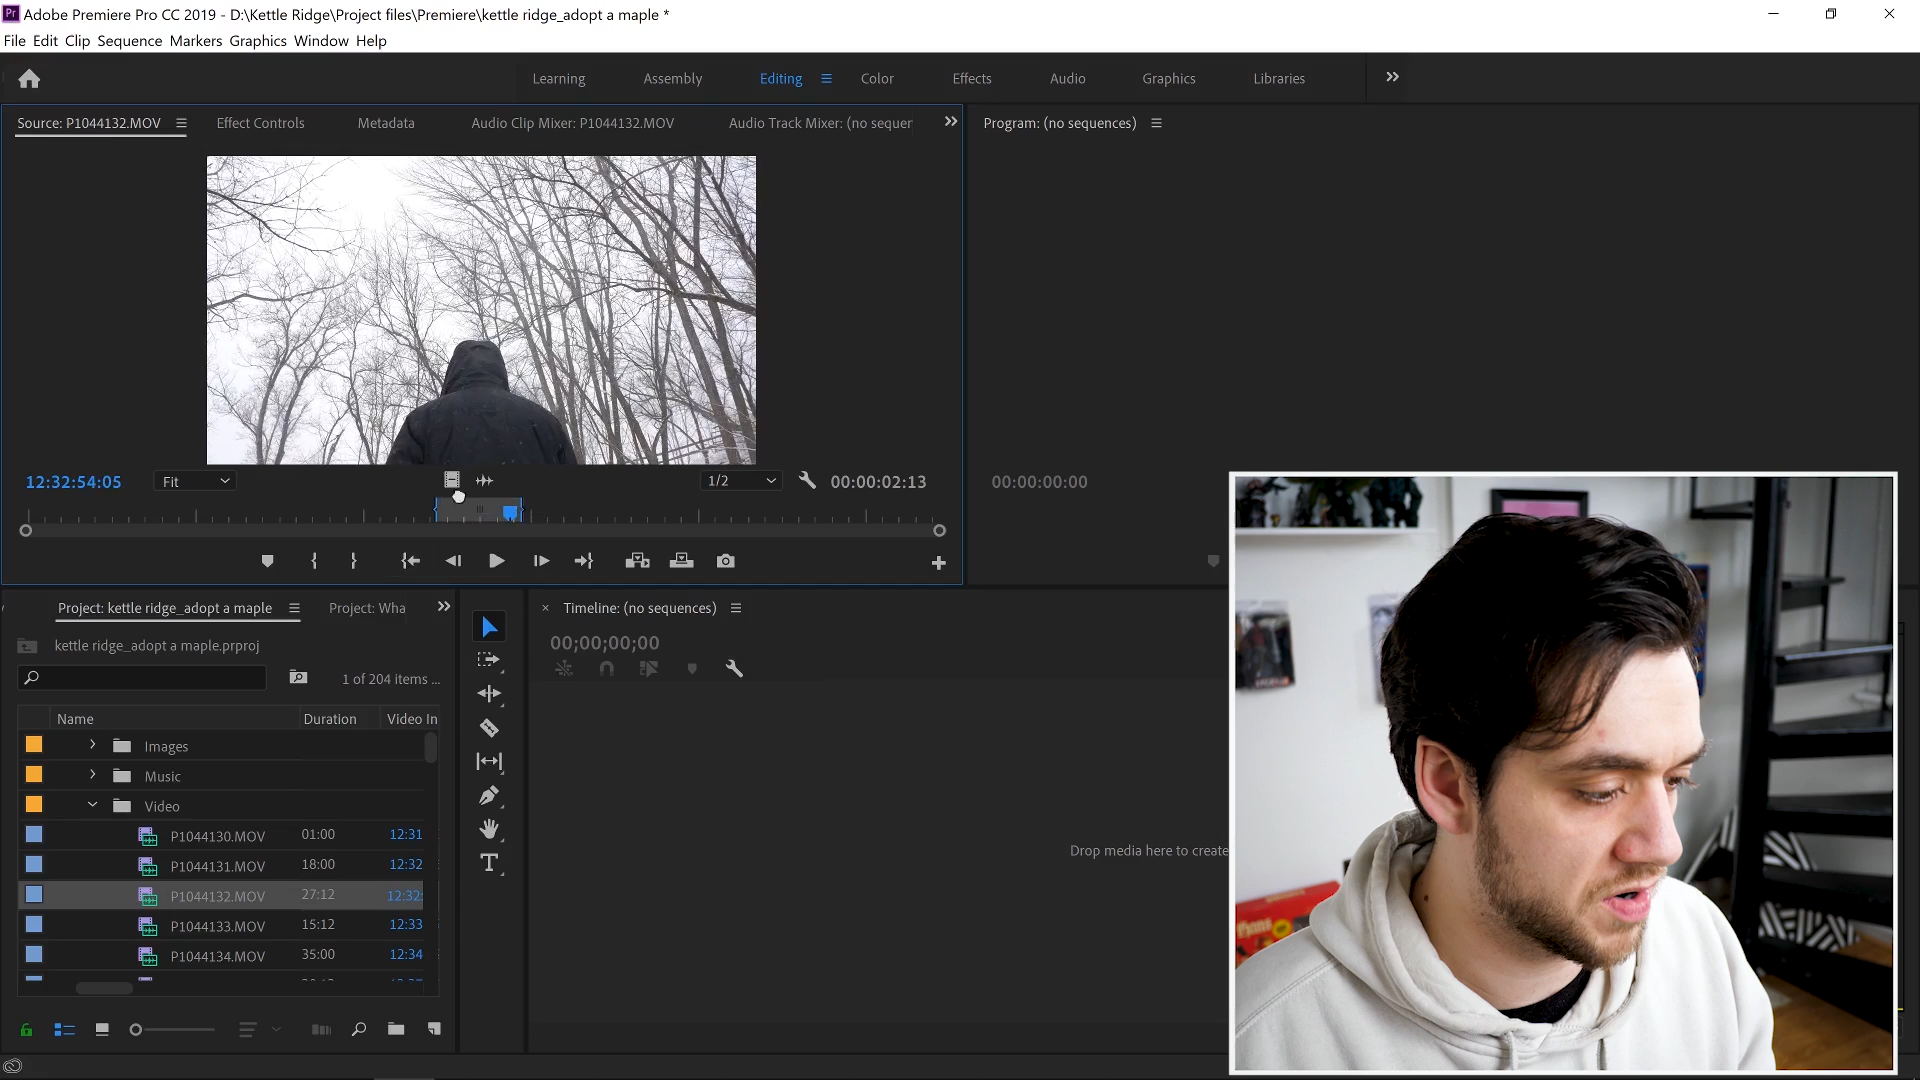 Pr Adobe Premiere Pro CC 2019 - D:\Kettle Ridge\Project files\Premiere\kettle ridge_adopt a maple *
File Edit Clip Sequence Markers Graphics Window Help
Learning Assembly Editing Color Effects Audio Graphics Libraries
Source: P1044132.MOV Effect Controls Metadata Audio Clip Mixer: P1044132.MOV Audio Track Mixer: (no sequer
Program: (no sequences)
12:32:54:05 Fit 1/2 00:00:02:13
00:00:00:00
Project: kettle ridge_adopt a maple Project: Wha
Timeline: (no sequences)
kettle ridge_adopt a maple.prproj
00;00;00;00
1 of 204 items ...
Name Duration Video In
Images
Music
Video
P1044130.MOV 01:00 12:31
P1044131.MOV 18:00 12:32
P1044132.MOV 27:12 12:32:
P1044133.MOV 15:12 12:33
P1044134.MOV 35:00 12:34
Drop media here to create
T